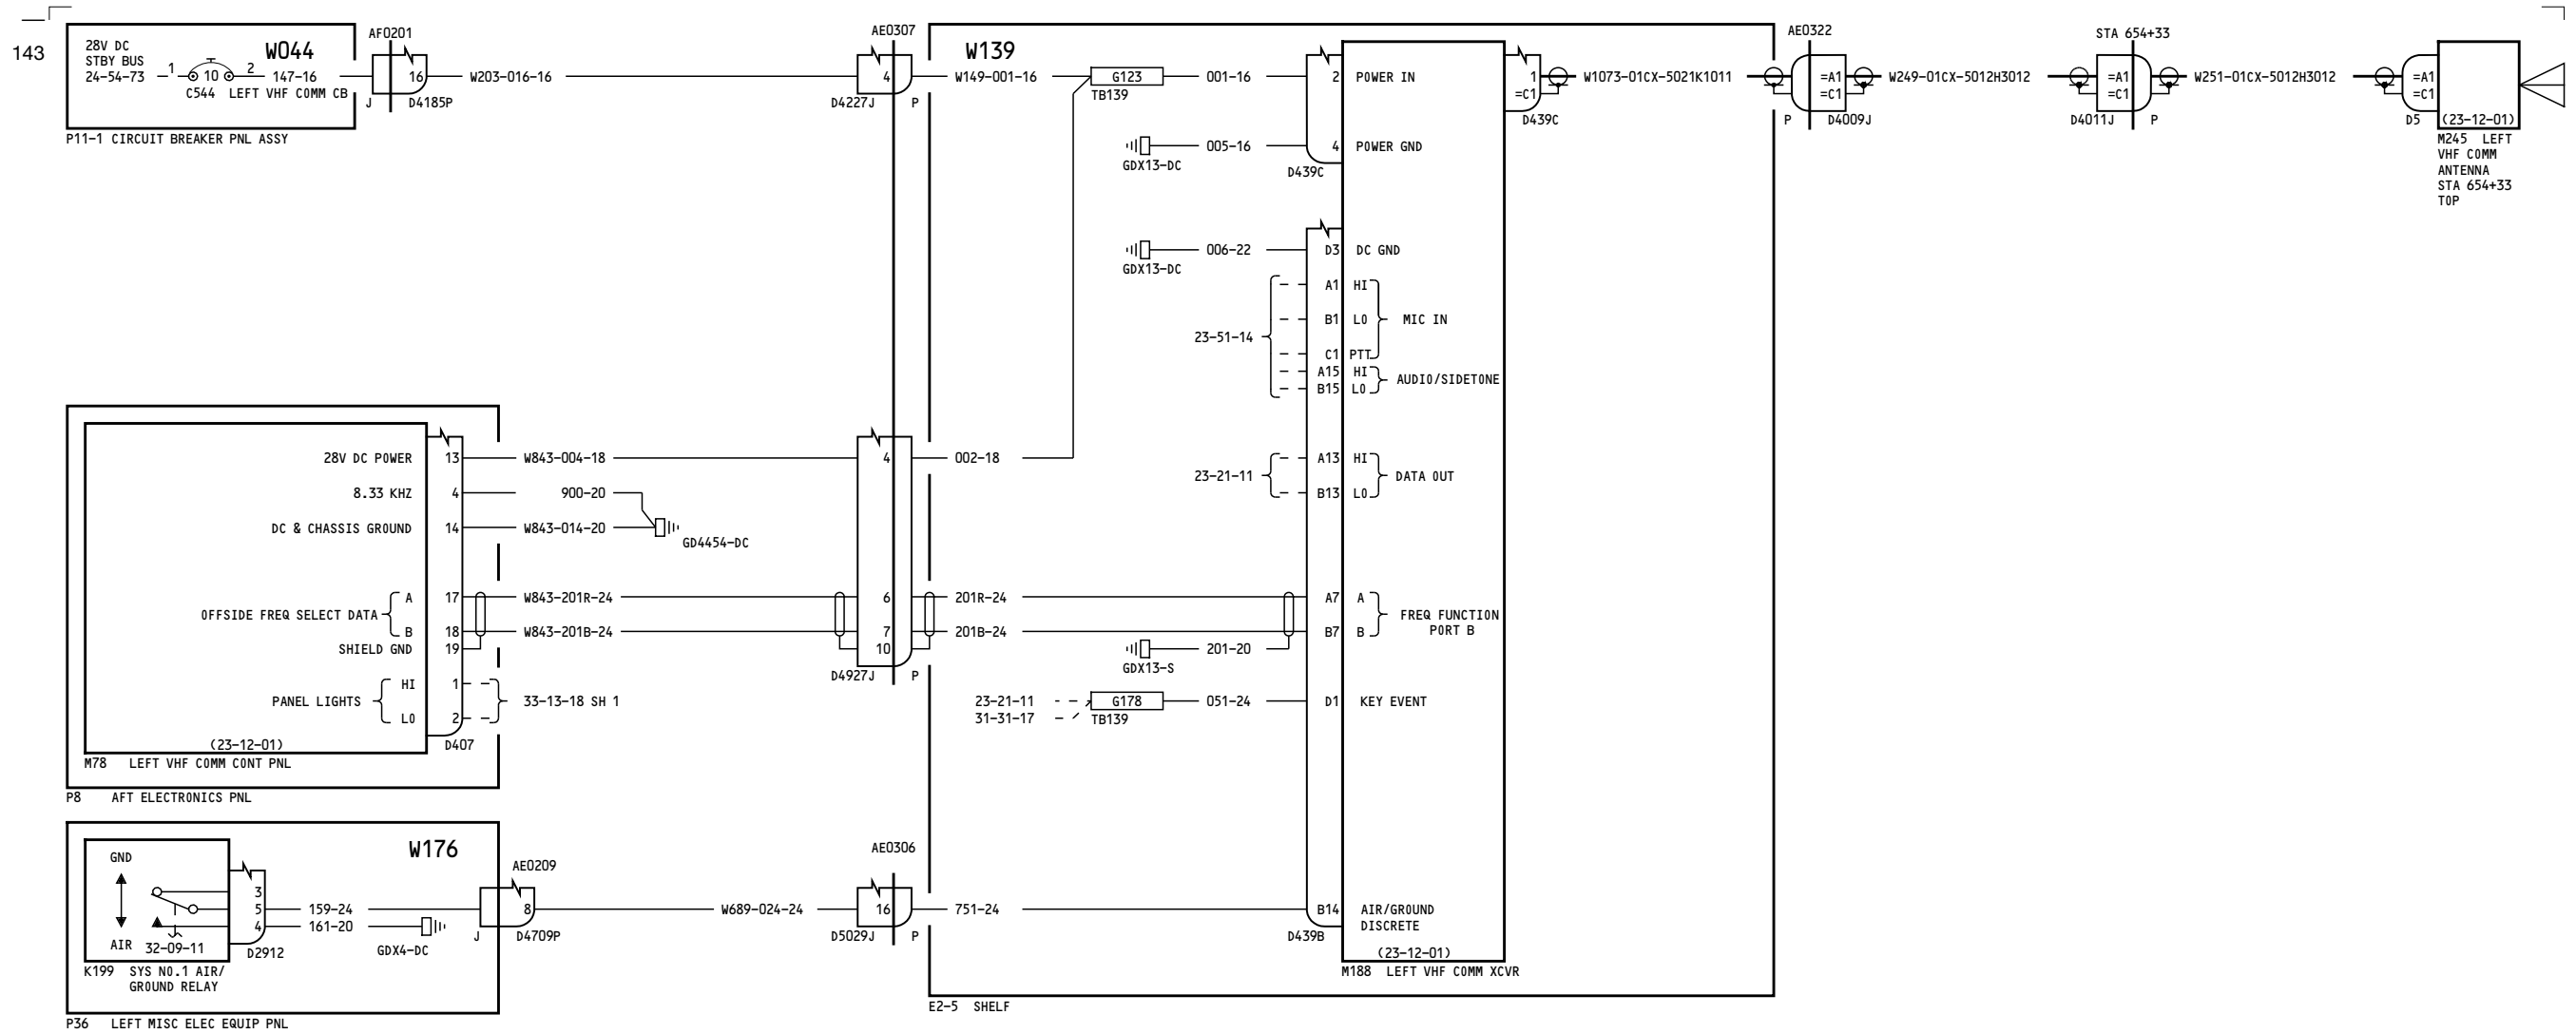 143
28V DC
STBY BUS
24-54-73
1
10
2
147-16
C544 LEFT VHF COMM CB
W044
P11-1 CIRCUIT BREAKER PNL ASSY
AF0201
16
J
D4185P
W203-016-16
AE0307
4
D4227J
P
W139
W149-001-16
G123
TB139
001-16
2
POWER IN
GDX13-DC
005-16
4
POWER GND
D439C
1
=C1
D439C
W1073-01CX-5021K1011
AE0322
=A1
=C1
P
D4009J
W249-01CX-5012H3012
STA 654+33
=A1
=C1
D4011J
P
W251-01CX-5012H3012
=A1
=C1
D5
(23-12-01)
M245 LEFT
VHF COMM
ANTENNA
STA 654+33
TOP
GDX13-DC
006-22
D3
DC GND
23-51-14
A1
HI
B1
LO
C1
PTT
MIC IN
A15
HI
B15
LO
AUDIO/SIDETONE
23-21-11
A13
HI
B13
LO
DATA OUT
28V DC POWER
13
W843-004-18
4
002-18
8.33 KHZ
4
900-20
DC & CHASSIS GROUND
14
W843-014-20
GD4454-DC
OFFSIDE FREQ SELECT DATA
A
17
W843-201R-24
6
201R-24
A7
A
B
18
W843-201B-24
7
201B-24
B7
B
FREQ FUNCTION
PORT B
SHIELD GND
19
10
D4927J
P
GDX13-S
201-20
PANEL LIGHTS
HI
1
LO
2
33-13-18 SH 1
23-21-11
31-31-17
G178
TB139
051-24
D1
KEY EVENT
(23-12-01)
D407
M78 LEFT VHF COMM CONT PNL
P8 AFT ELECTRONICS PNL
GND
AIR
32-09-11
3
5
4
D2912
W176
159-24
161-20
GDX4-DC
K199 SYS NO.1 AIR/
GROUND RELAY
P36 LEFT MISC ELEC EQUIP PNL
AE0209
8
J
D4709P
W689-024-24
AE0306
16
D5029J
P
751-24
B14
AIR/GROUND
DISCRETE
D439B
(23-12-01)
M188 LEFT VHF COMM XCVR
E2-5 SHELF